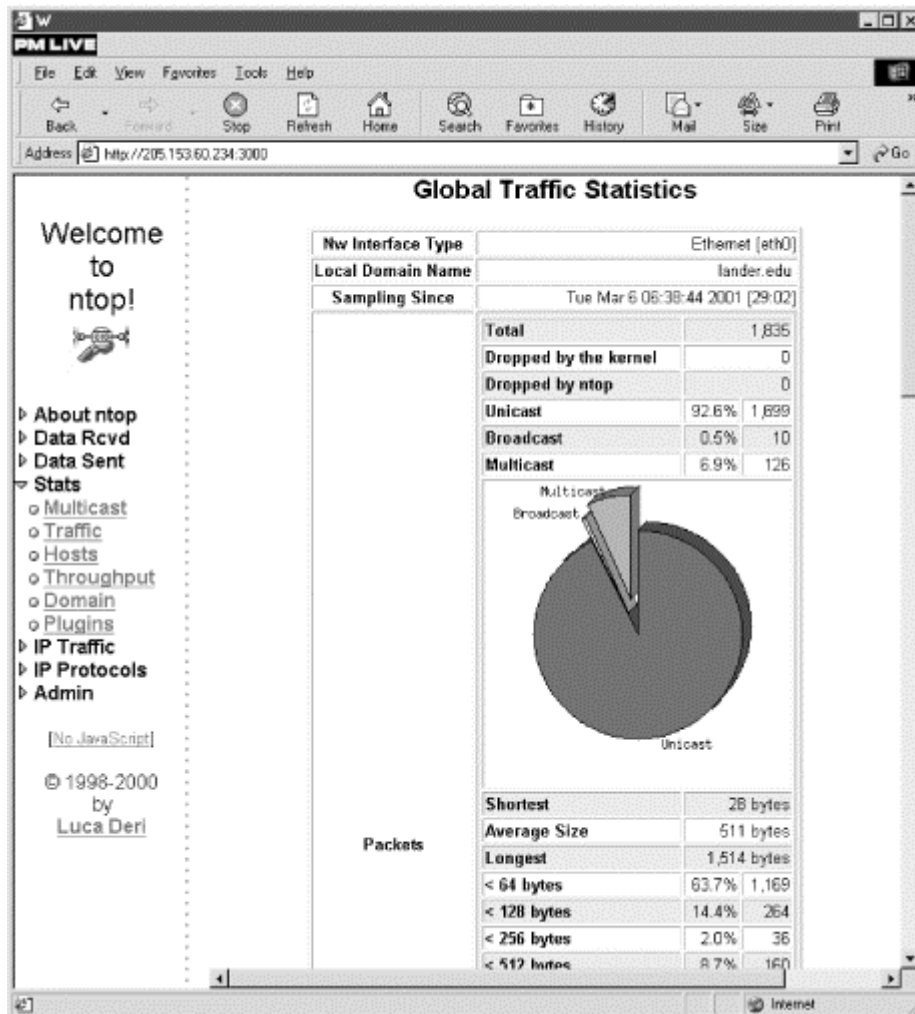 W
PM LIVE
File Edit View Favorites Tools Help
Back Forward Stop Refresh Home Search Favorites History Mail Size Print
Address http://205.153.60.234:3000 Go
Welcome
to
ntop!
About ntop
Data Rcvd
Data Sent
Stats
Multicast
Traffic
Hosts
Throughput
Domain
Plugins
IP Traffic
IP Protocols
Admin
[No JavaScript]
© 1998-2000
by
Luca Deri
Global Traffic Statistics
Nw Interface Type Ethernet [eth0]
Local Domain Name lander.edu
Sampling Since Tue Mar 6 06:38:44 2001 [29:02]
Packets
Total 1,835
Dropped by the kernel 0
Dropped by ntop 0
Unicast 92.6% 1,699
Broadcast 0.5% 10
Multicast 6.9% 126
Multicast
Broadcast
Unicast
Shortest 28 bytes
Average Size 511 bytes
Longest 1,514 bytes
< 64 bytes 63.7% 1,169
< 128 bytes 14.4% 264
< 256 bytes 2.0% 36
< 512 bytes 8.7% 160
Internet